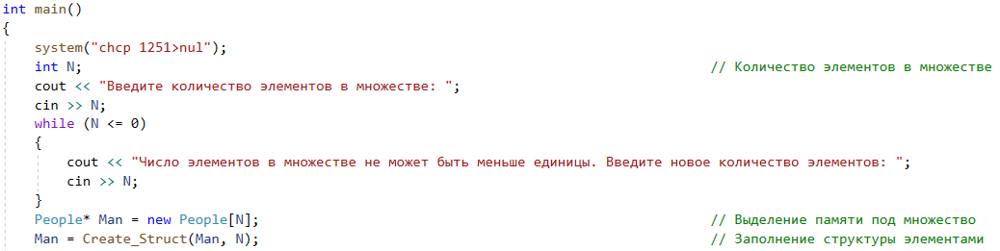 int main()
{
    system("chcp 1251>nul");
    int N; // Количество элементов в множестве
    cout << "Введите количество элементов в множестве: ";
    cin >> N;
    while (N <= 0)
    {
        cout << "Число элементов в множестве не может быть меньше единицы. Введите новое количество элементов: ";
        cin >> N;
    }
    People* Man = new People[N]; // Выделение памяти под множество
    Man = Create_Struct(Man, N); // Заполнение структуры элементами